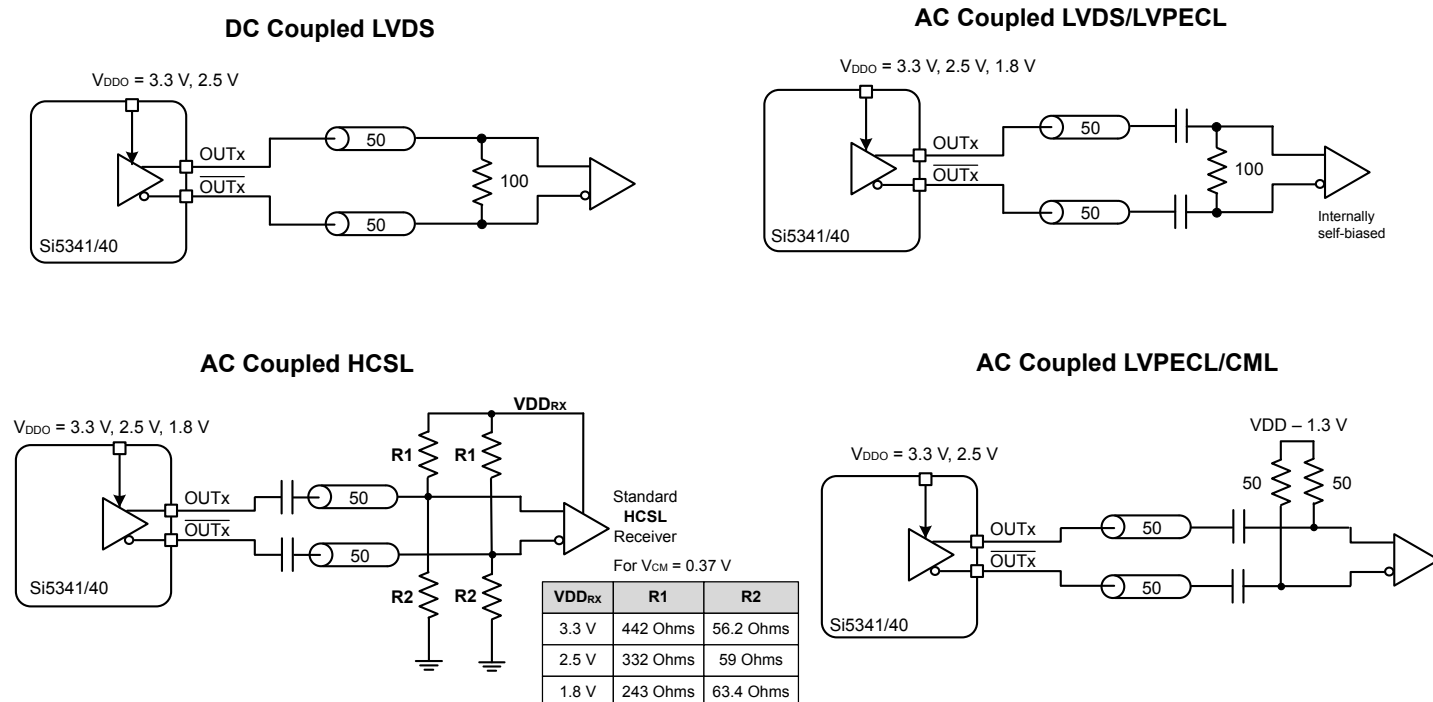 DC Coupled LVDS
VDDO = 3.3 V, 2.5 V
OUTx
OUTx
50
50
100
Si5341/40
AC Coupled LVDS/LVPECL
VDDO = 3.3 V, 2.5 V, 1.8 V
OUTx
OUTx
50
50
100
Internally
self-biased
Si5341/40
AC Coupled HCSL
VDDO = 3.3 V, 2.5 V, 1.8 V
VDDRX
R1 R1
OUTx
OUTx
50
50
R2 R2
Standard
HCSL
Receiver
Si5341/40
For VCM = 0.37 V
VDDRX R1 R2
3.3 V 442 Ohms 56.2 Ohms
2.5 V 332 Ohms 59 Ohms
1.8 V 243 Ohms 63.4 Ohms
AC Coupled LVPECL/CML
VDD – 1.3 V
VDDO = 3.3 V, 2.5 V
50 50
OUTx
OUTx
50
50
Si5341/40